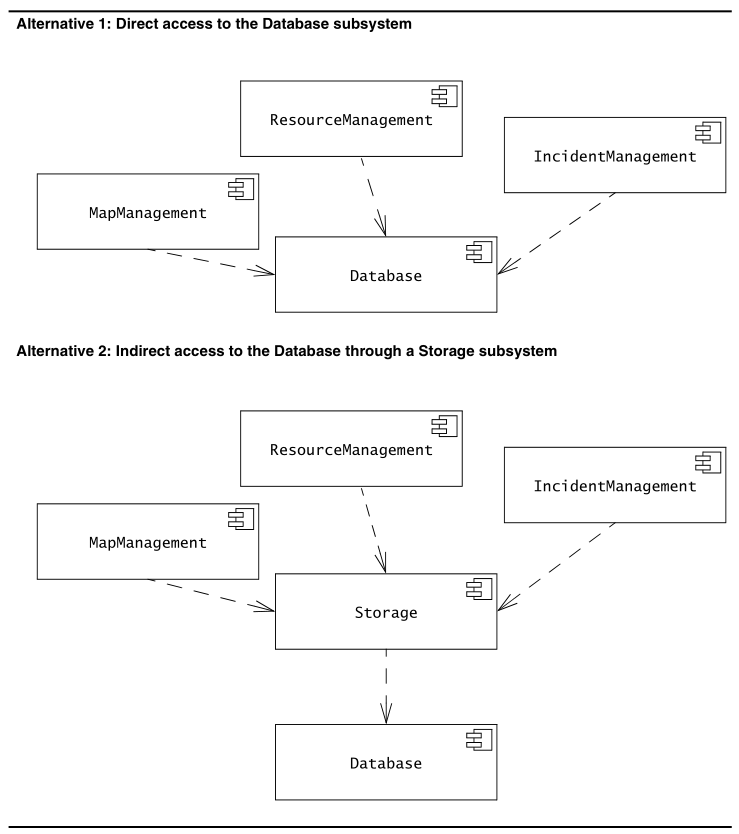 Alternative 1: Direct access to the Database subsystem
ResourceManagement
IncidentManagement
MapManagement
Database
Alternative 2: Indirect access to the Database through a Storage subsystem
ResourceManagement
IncidentManagement
MapManagement
Storage
Database